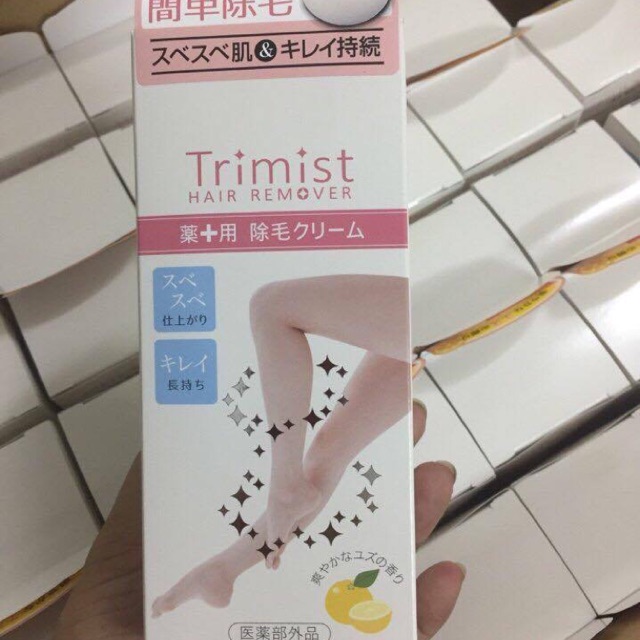 簡単除毛
スベスベ肌&キレイ持続
Trimist
HAIR REMOVER
薬+用 除毛クリーム
スベ
スベ
仕上がり
キレイ
長持ち
爽やかなユズの香り
医薬部外品